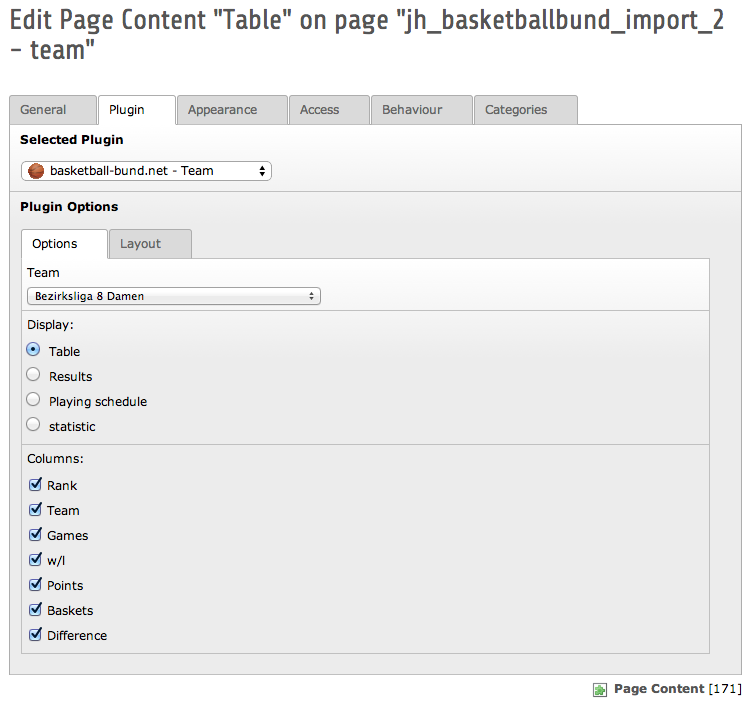 Edit Page Content "Table" on page "jh_basketballbund_import_2
– team"
General Plugin Appearance Access Behaviour Categories
Selected Plugin
basketball-bund.net - Team
Plugin Options
Options Layout
Team
Bezirksliga 8 Damen
Display:
Table
Results
Playing schedule
statistic
Columns:
Rank
Team
Games
w/l
Points
Baskets
Difference
Page Content [171]